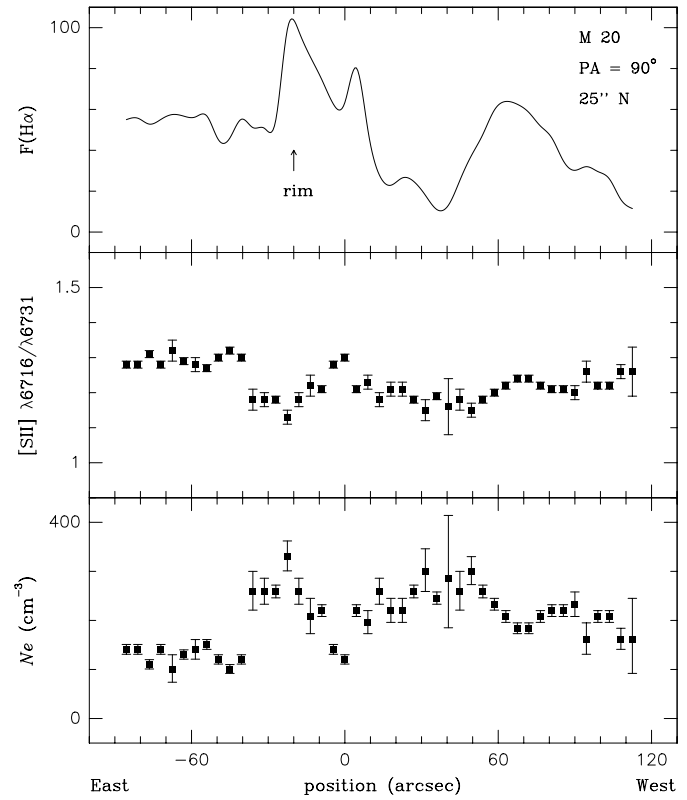 100
M 20
PA = 90°
25'' N
F(Hα)
rim
0
1.5
[SII] λ6716/λ6731
1
400
Ne (cm⁻³)
0
−60 0 60 120
East position (arcsec) West